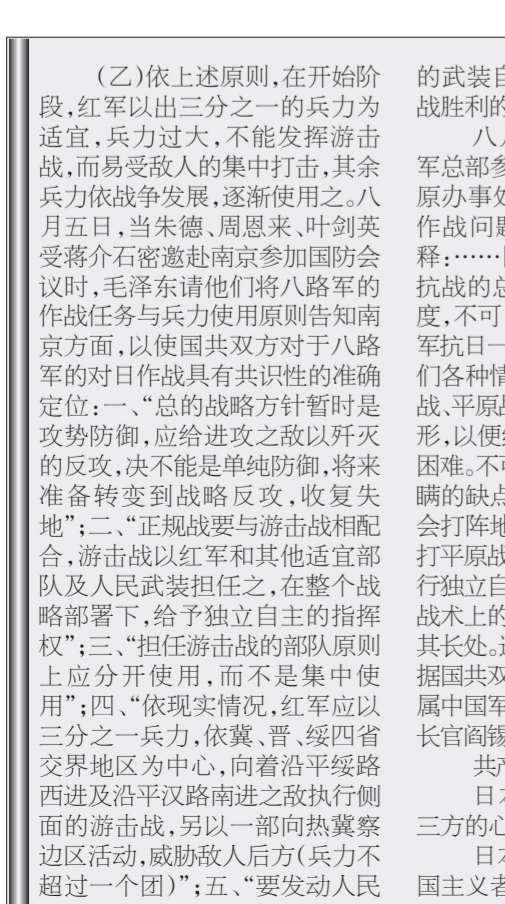 (乙)依上述原则,在开始阶
段,红军以出三分之一的兵力为
适宜,兵力过大,不能发挥游击
战,而易受敌人的集中打击,其余
兵力依战争发展,逐渐使用之。八
月五日,当朱德、周恩来、叶剑英
受蒋介石密邀赴南京参加国防会
议时,毛泽东请他们将八路军的
作战任务与兵力使用原则告知南
京方面,以使国共双方对于八路
军的对日作战具有共识性的准确
定位:一、“总的战略方针暂时是
攻势防御,应给进攻之敌以歼灭
的反攻,决不能是单纯防御,将来
准备转变到战略反攻,收复失
地”;二、“正规战要与游击战相配
合,游击战以红军和其他适宜部
队及人民武装担任之,在整个战
略部署下,给予独立自主的指挥
权”;三、“担任游击战的部队原则
上应分开使用,而不是集中使
用”;四、“依现实情况,红军应以
三分之一兵力,依冀、晋、绥四省
交界地区为中心,向着沿平绥路
西进及沿平汉路南进之敌执行侧
面的游击战,另以一部向热冀察
边区活动,威胁敌人后方(兵力不
超过一个团)”;五、“要发动人民
的武装自
战胜利的
八
军总部参
原办事处
作战问题
释:……
抗战的总
度,不可
军抗日一
们各种情
战、平原战
形,以便给
困难。不可
瞒的缺点
会打阵地
打平原战
行独立自
战术上的
其长处。
据国共双
属中国军
长官阎锡
共产
日本
三方的心
日本
国主义者